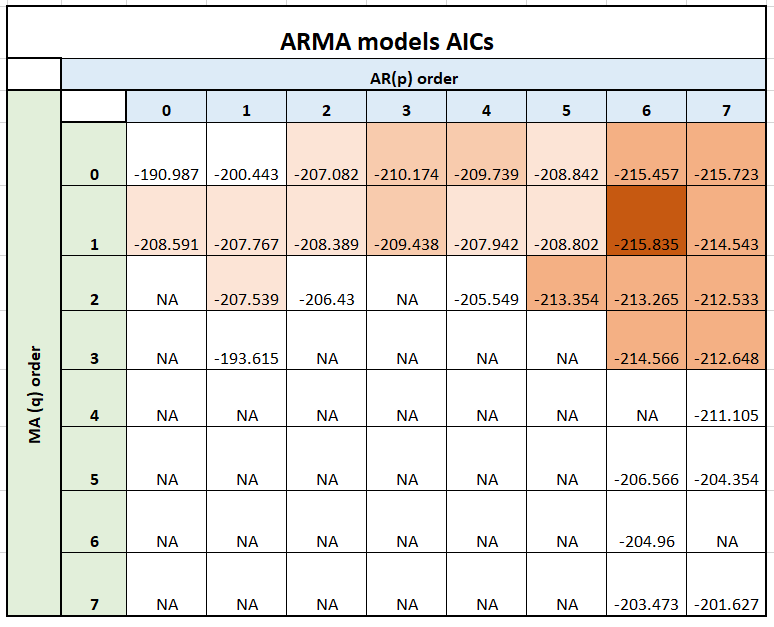 ARMA models AICs
AR(p) order
0 1 2 3 4 5 6 7
MA (q) order
0 -190.987 -200.443 -207.082 -210.174 -209.739 -208.842 -215.457 -215.723
1 -208.591 -207.767 -208.389 -209.438 -207.942 -208.802 -215.835 -214.543
2 NA -207.539 -206.43 NA -205.549 -213.354 -213.265 -212.533
3 NA -193.615 NA NA NA NA -214.566 -212.648
4 NA NA NA NA NA NA NA -211.105
5 NA NA NA NA NA NA -206.566 -204.354
6 NA NA NA NA NA NA -204.96 NA
7 NA NA NA NA NA NA -203.473 -201.627